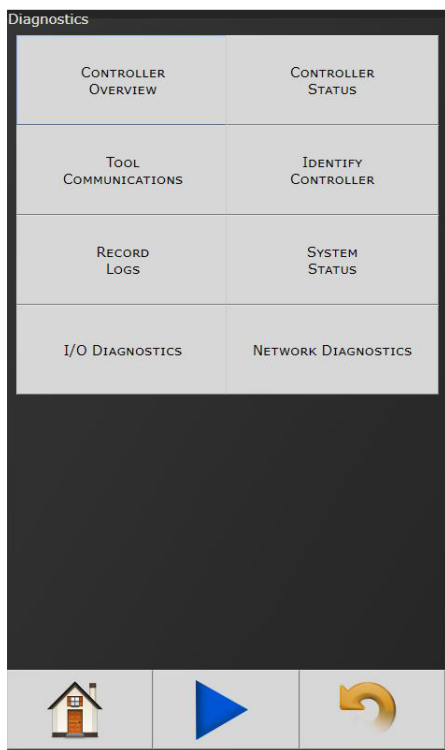 Diagnostics
Controller
Overview
Controller
Status
Tool
Communications
Identify
Controller
Record
Logs
System
Status
I/O Diagnostics
Network Diagnostics